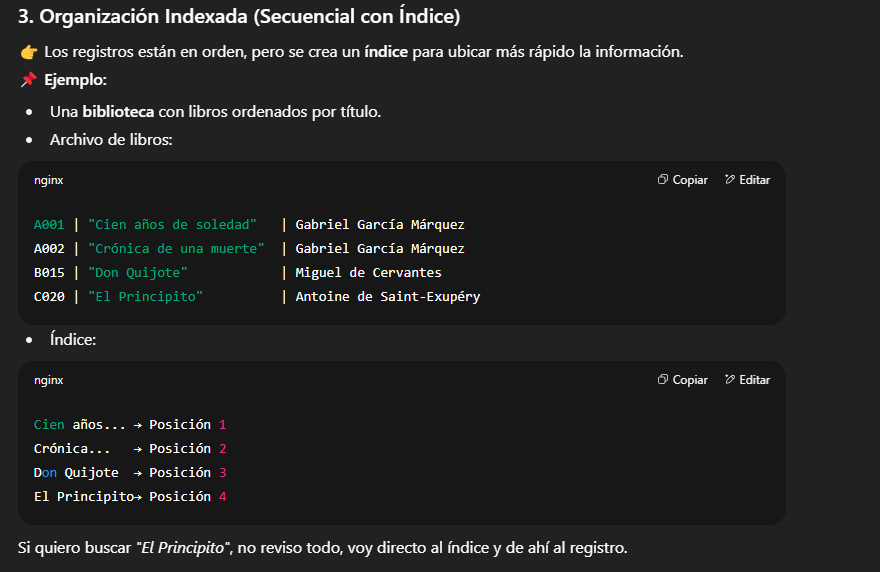 3. Organización Indexada (Secuencial con Índice)
👉 Los registros están en orden, pero se crea un índice para ubicar más rápido la información.
📌 Ejemplo:
• Una biblioteca con libros ordenados por título.
• Archivo de libros:
nginx Copiar Editar
A001 | "Cien años de soledad" | Gabriel García Márquez
A002 | "Crónica de una muerte" | Gabriel García Márquez
B015 | "Don Quijote" | Miguel de Cervantes
C020 | "El Principito" | Antoine de Saint-Exupéry
• Índice:
nginx Copiar Editar
Cien años... → Posición 1
Crónica... → Posición 2
Don Quijote → Posición 3
El Principito→ Posición 4
Si quiero buscar "El Principito", no reviso todo, voy directo al índice y de ahí al registro.